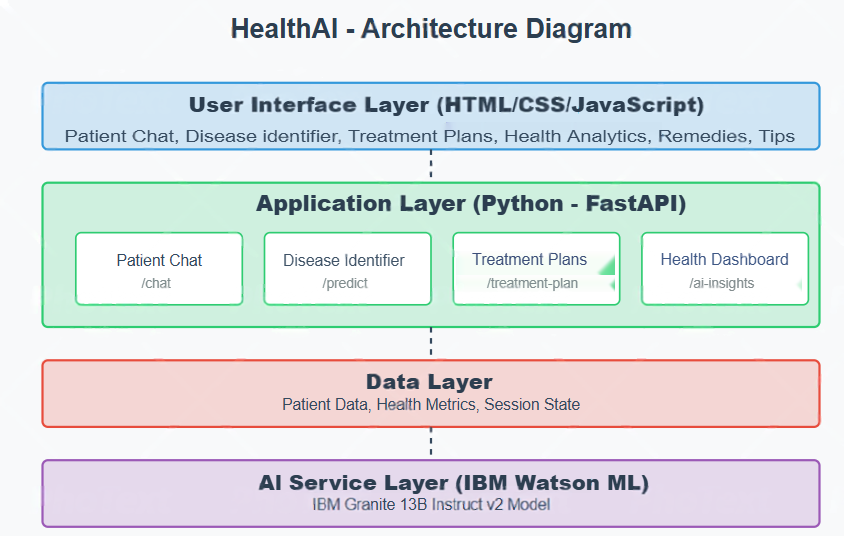 HealthAI - Architecture Diagram
User Interface Layer (HTML/CSS/JavaScript)
Patient Chat, Disease identifier, Treatment Plans, Health Analytics, Remedies, Tips
Application Layer (Python - FastAPI)
Patient Chat
/chat
Disease Identifier
/predict
Treatment Plans
/treatment-plan
Health Dashboard
/ai-insights
Data Layer
Patient Data, Health Metrics, Session State
AI Service Layer (IBM Watson ML)
IBM Granite 13B Instruct v2 Model